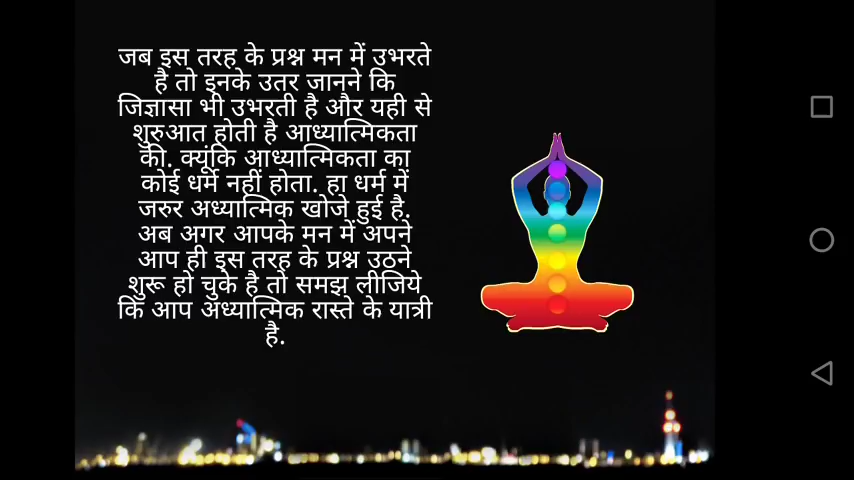 जब इस तरह के प्रश्न मन में उभरते
है तो इनके उतर जानने कि
जिज्ञासा भी उभरती है और यही से
शुरुआत होती है आध्यात्मिकता
की. क्यूंकि आध्यात्मिकता का
कोई धर्म नहीं होता. हा धर्म में
जरुर अध्यात्मिक खोजे हुई है.
अब अगर आपके मन में अपने
आप ही इस तरह के प्रश्न उठने
शुरू हो चुके है तो समझ लीजिये
कि आप अध्यात्मिक रास्ते के यात्री
है.